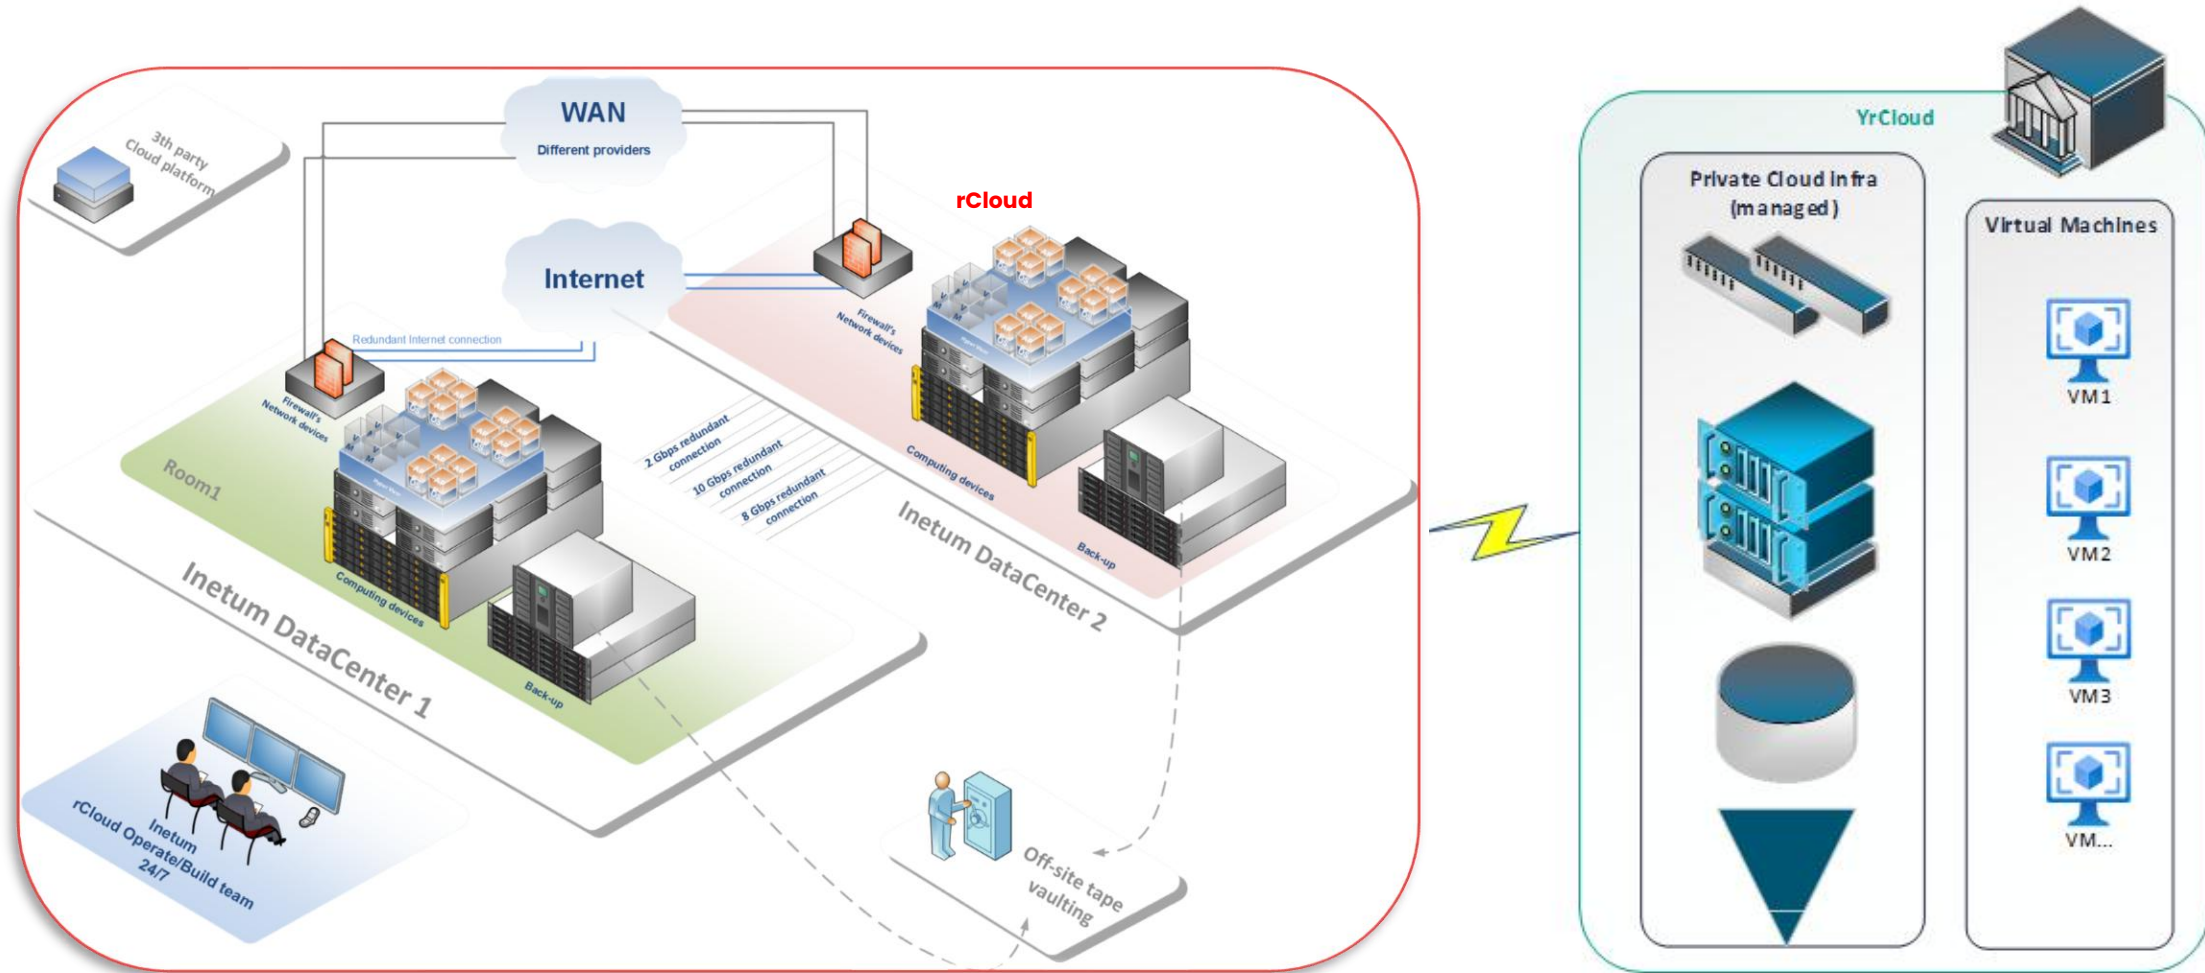 3th party
Cloud platform
WAN
Different providers
Internet
rCloud
Redundant Internet connection
Firewall's
Network devices
Firewall's
Network devices
Room1
2 Gbps redundant
connection
10 Gbps redundant
connection
8 Gbps redundant
connection
Computing devices
Computing devices
Back-up
Back-up
Inetum DataCenter 1
Inetum DataCenter 2
Inetum
rCloud Operate/Build team
24/7
Off-site tape
vaulting
YrCloud
Private Cloud infra
(managed)
Virtual Machines
VM1
VM2
VM3
VM...